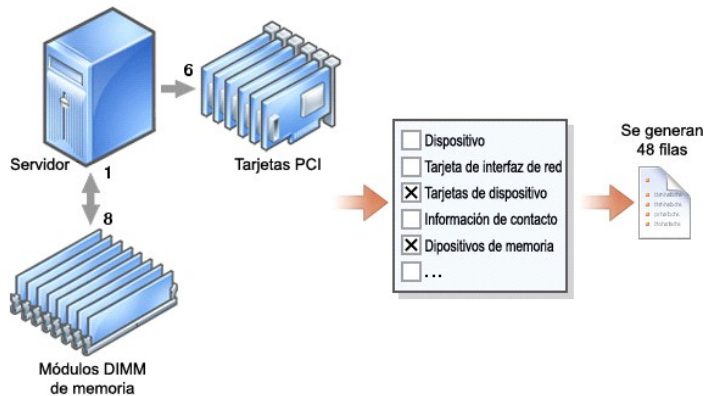 6
Servidor
1
Tarjetas PCI
8
Módulos DIMM
de memoria
Dispositivo
Tarjeta de interfaz de red
Tarjetas de dispositivo
Información de contacto
Dipositivos de memoria
...
Se generan
48 filas